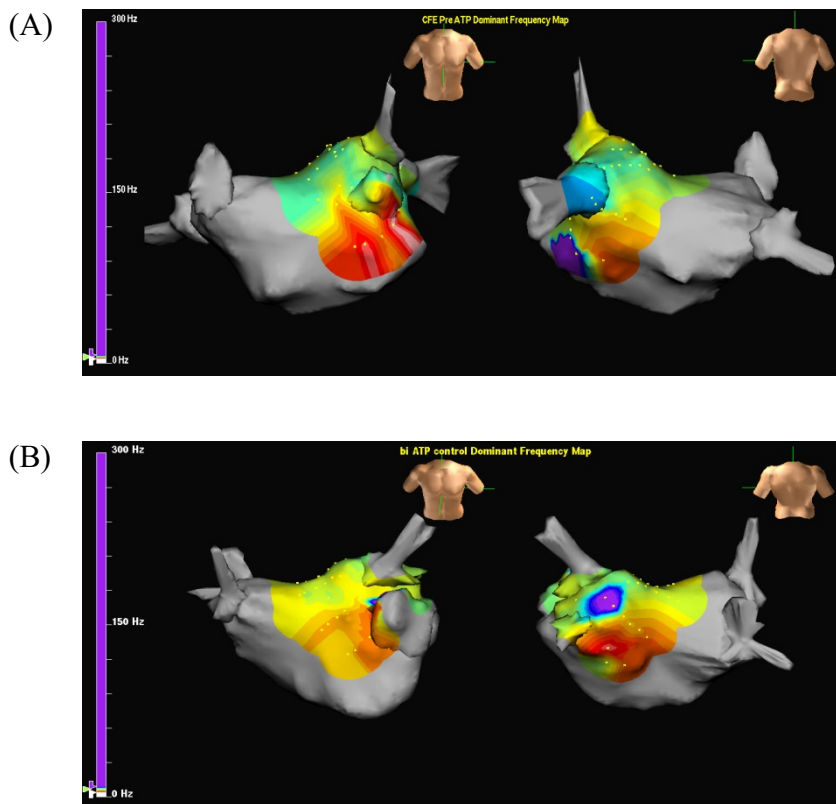 (A)
300 Hz
CFE Pre ATP Dominant Frequency Map
150 Hz
0 Hz
(B)
300 Hz
bi ATP control Dominant Frequency Map
150 Hz
0 Hz